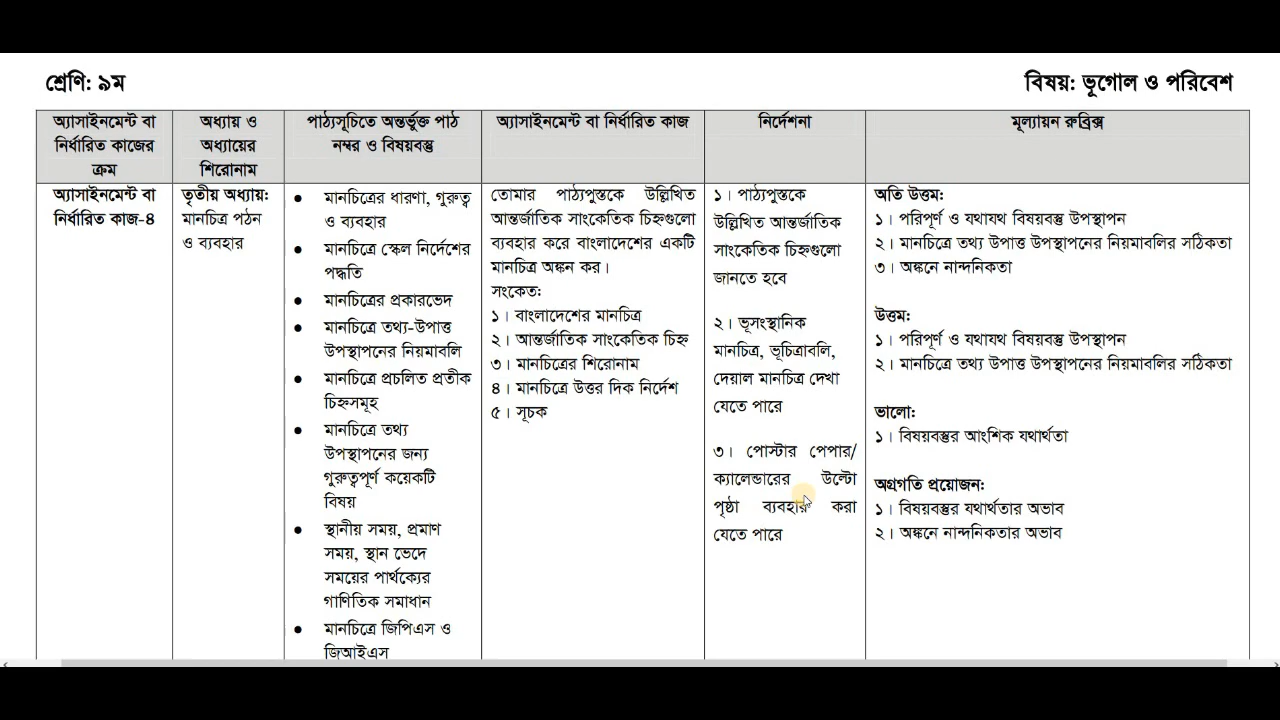 শ্রেণি: ৯ম
বিষয়: ভূগোল ও পরিবেশ
অ্যাসাইনমেন্ট বা
নির্ধারিত কাজের
ক্রম
অধ্যায় ও
অধ্যায়ের
শিরোনাম
পাঠ্যসূচিতে অন্তর্ভুক্ত পাঠ
নম্বর ও বিষয়বস্তু
অ্যাসাইনমেন্ট বা নির্ধারিত কাজ
নির্দেশনা
মূল্যায়ন রুব্রিক্স
অ্যাসাইনমেন্ট বা
নির্ধারিত কাজ-৪
তৃতীয় অধ্যায়:
মানচিত্র পঠন
ও ব্যবহার
● মানচিত্রের ধারণা, গুরুত্ব
ও ব্যবহার
● মানচিত্রে স্কেল নির্দেশের
পদ্ধতি
● মানচিত্রের প্রকারভেদ
● মানচিত্রে তথ্য-উপাত্ত
উপস্থাপনের নিয়মাবলি
● মানচিত্রে প্রচলিত প্রতীক
চিহ্নসমূহ
● মানচিত্রে তথ্য
উপস্থাপনের জন্য
গুরুত্বপূর্ণ কয়েকটি
বিষয়
● স্থানীয় সময়, প্রমাণ
সময়, স্থান ভেদে
সময়ের পার্থক্যের
গাণিতিক সমাধান
● মানচিত্রে জিপিএস ও
জিআইএস
তোমার পাঠ্যপুস্তকে উল্লিখিত
আন্তর্জাতিক সাংকেতিক চিহ্নগুলো
ব্যবহার করে বাংলাদেশের একটি
মানচিত্র অঙ্কন কর।
সংকেত:
১। বাংলাদেশের মানচিত্র
২। আন্তর্জাতিক সাংকেতিক চিহ্ন
৩। মানচিত্রের শিরোনাম
৪। মানচিত্রে উত্তর দিক নির্দেশ
৫। সূচক
১। পাঠ্যপুস্তকে
উল্লিখিত আন্তর্জাতিক
সাংকেতিক চিহ্নগুলো
জানতে হবে
২। ভূসংস্থানিক
মানচিত্র, ভূচিত্রাবলি,
দেয়াল মানচিত্র দেখা
যেতে পারে
৩। পোস্টার পেপার/
ক্যালেন্ডারের উল্টো
পৃষ্ঠা ব্যবহার করা
যেতে পারে
অতি উত্তম:
১। পরিপূর্ণ ও যথাযথ বিষয়বস্তু উপস্থাপন
২। মানচিত্রে তথ্য উপাত্ত উপস্থাপনের নিয়মাবলির সঠিকতা
৩। অঙ্কনে নান্দনিকতা
উত্তম:
১। পরিপূর্ণ ও যথাযথ বিষয়বস্তু উপস্থাপন
২। মানচিত্রে তথ্য উপাত্ত উপস্থাপনের নিয়মাবলির সঠিকতা
ভালো:
১। বিষয়বস্তুর আংশিক যথার্থতা
অগ্রগতি প্রয়োজন:
১। বিষয়বস্তুর যথার্থতার অভাব
২। অঙ্কনে নান্দনিকতার অভাব